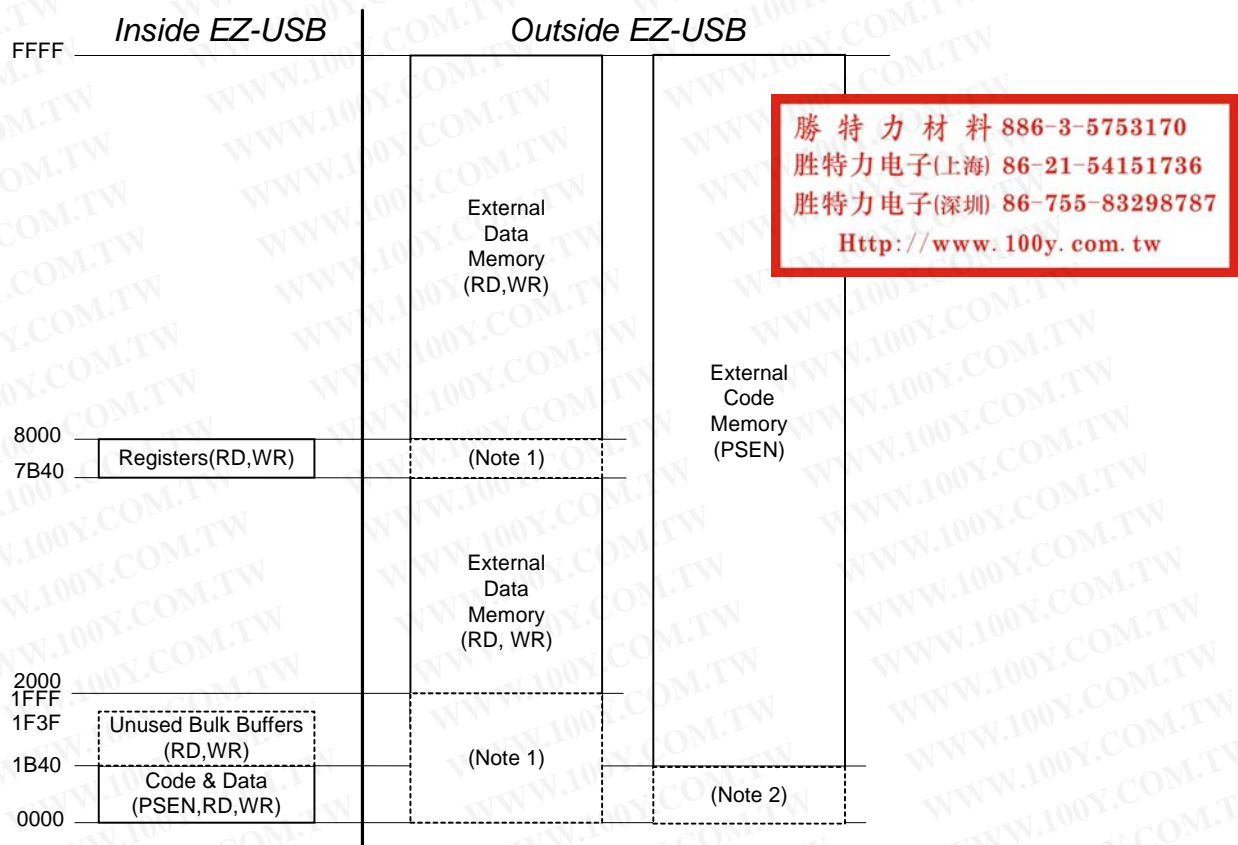 Inside EZ-USB
Outside EZ-USB
FFFF
勝 特 力 材 料 886-3-5753170
胜特力电子(上海) 86-21-54151736
胜特力电子(深圳) 86-755-83298787
Http://www.100y.com.tw
External
Data
Memory
(RD,WR)
External
Code
Memory
(PSEN)
8000
Registers(RD,WR)
(Note 1)
7B40
External
Data
Memory
(RD, WR)
2000
1FFF
1F3F
Unused Bulk Buffers
(RD,WR)
(Note 1)
1B40
Code & Data
(PSEN,RD,WR)
(Note 2)
0000
WWW.100Y.COM.TW